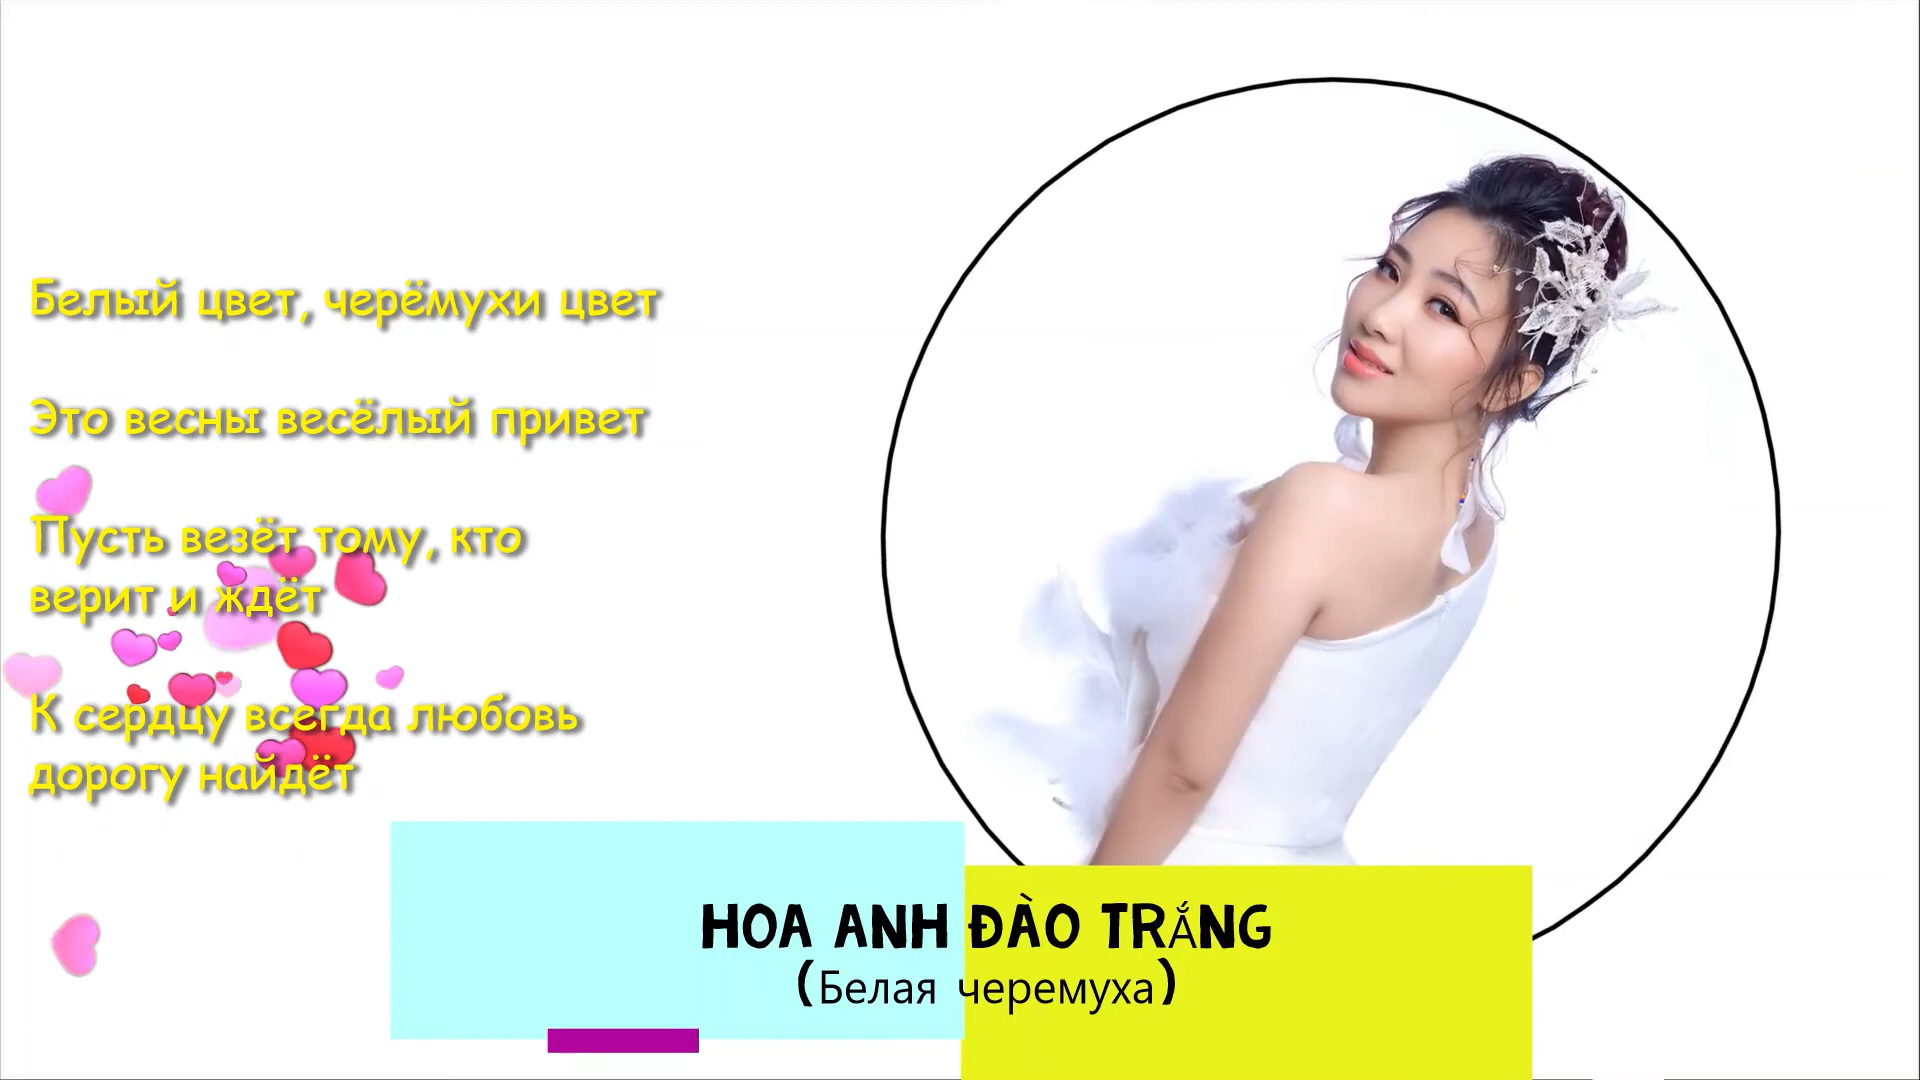 Белый цвет, черёмухи цвет
Это весны весёлый привет
Пусть везёт тому, кто
верит и ждёт
К сердцу всегда любовь
дорогу найдёт
HOA ANH ĐÀO TRẮNG
(Белая черемуха)